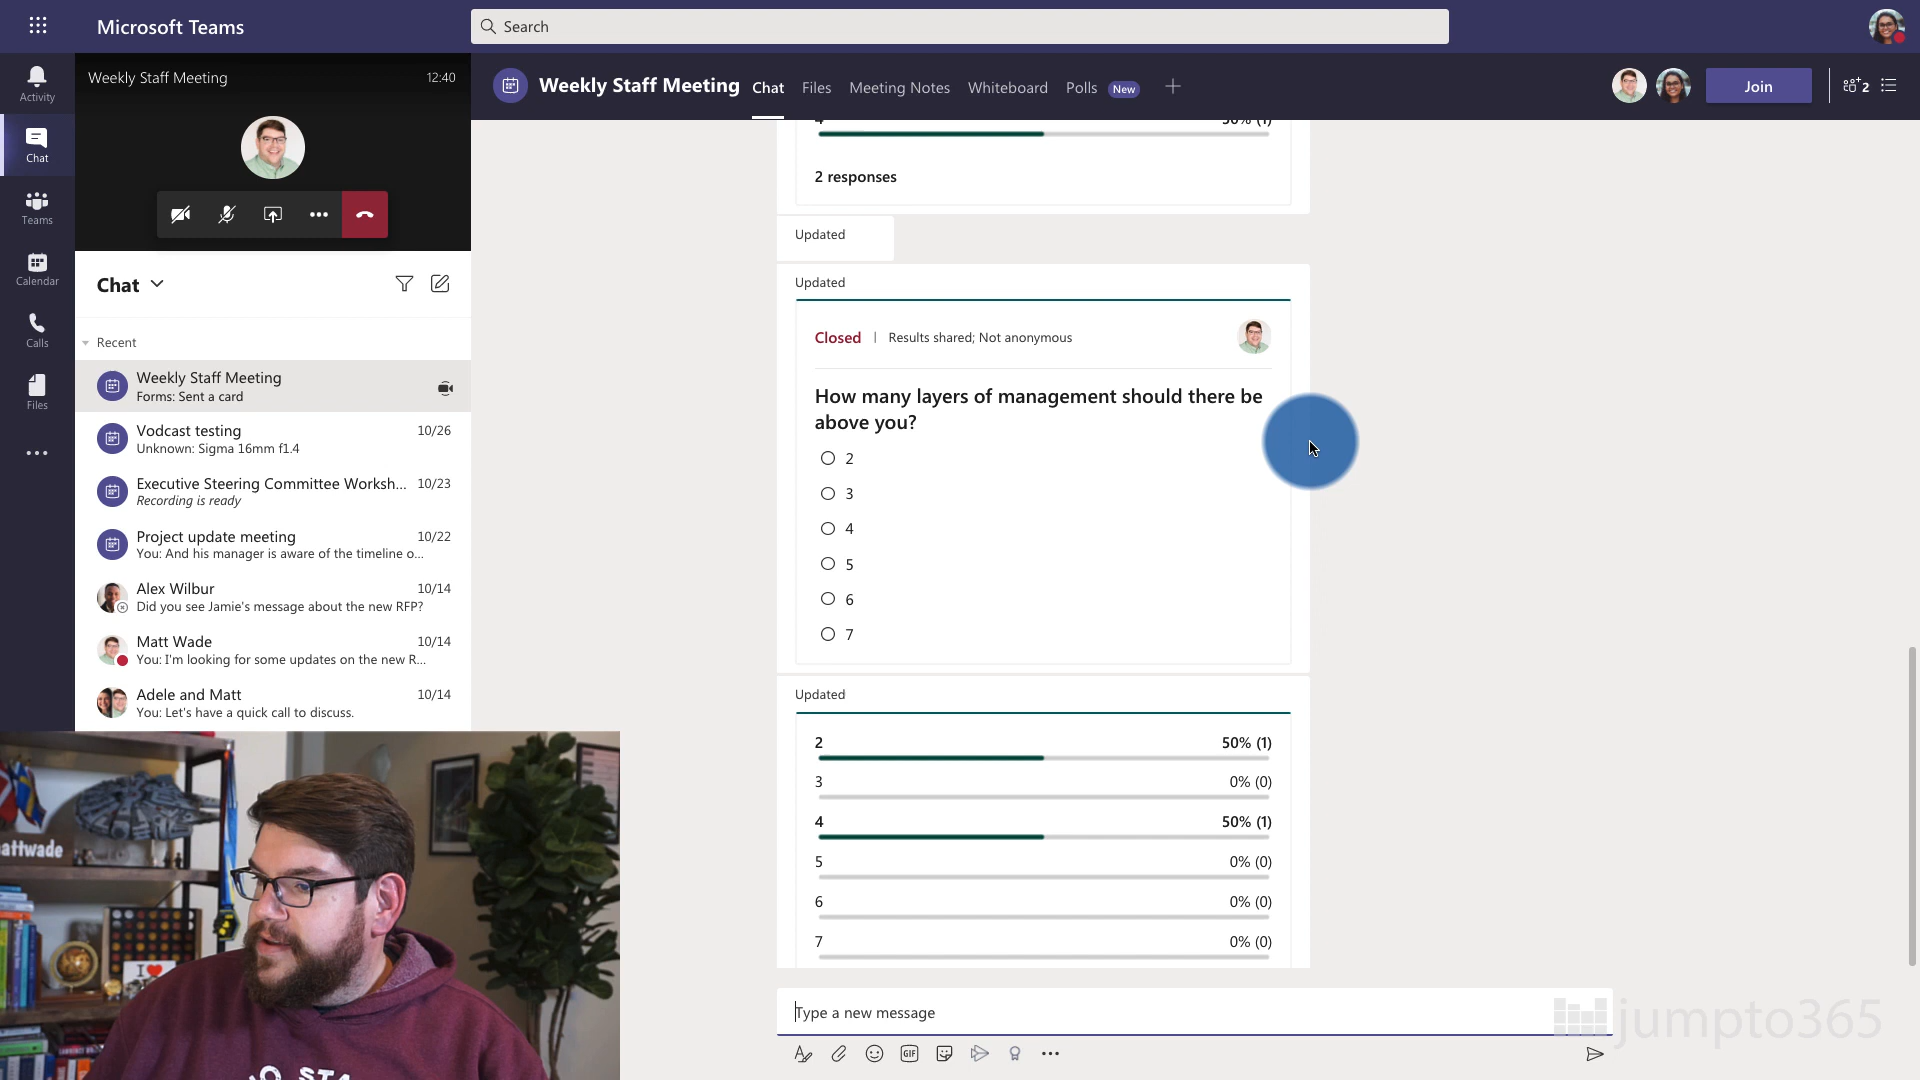 Microsoft Teams
Search
Activity
Chat
Teams
Calendar
Calls
Files
Weekly Staff Meeting
12:40
Chat
Recent
Weekly Staff Meeting
Forms: Sent a card
Vodcast testing
10/26
Unknown: Sigma 16mm f1.4
Executive Steering Committee Worksh...
10/23
Recording is ready
Project update meeting
10/22
You: And his manager is aware of the timeline o...
Alex Wilbur
10/14
Did you see Jamie's message about the new RFP?
Matt Wade
10/14
You: I'm looking for some updates on the new R...
Adele and Matt
10/14
You: Let's have a quick call to discuss.
Weekly Staff Meeting
Chat
Files
Meeting Notes
Whiteboard
Polls
New
Join
2
4
50% (1)
2 responses
Updated
Updated
Closed | Results shared; Not anonymous
How many layers of management should there be
above you?
2
3
4
5
6
7
Updated
2 50% (1)
3 0% (0)
4 50% (1)
5 0% (0)
6 0% (0)
7 0% (0)
Type a new message
GIF
jumpto365
attwade
I